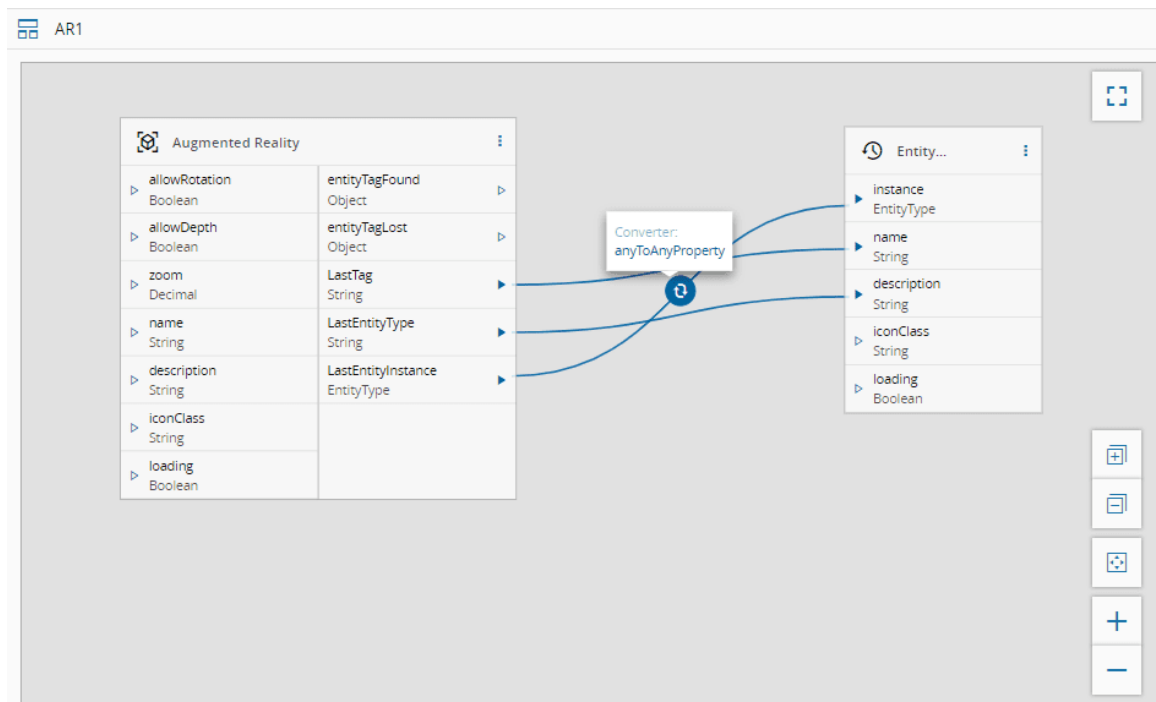 AR1
Augmented Reality
allowRotation
Boolean
allowDepth
Boolean
zoom
Decimal
name
String
description
String
iconClass
String
loading
Boolean
entityTagFound
Object
entityTagLost
Object
LastTag
String
LastEntityType
String
LastEntityInstance
EntityType
Converter:
anyToAnyProperty
Entity...
instance
EntityType
name
String
description
String
iconClass
String
loading
Boolean